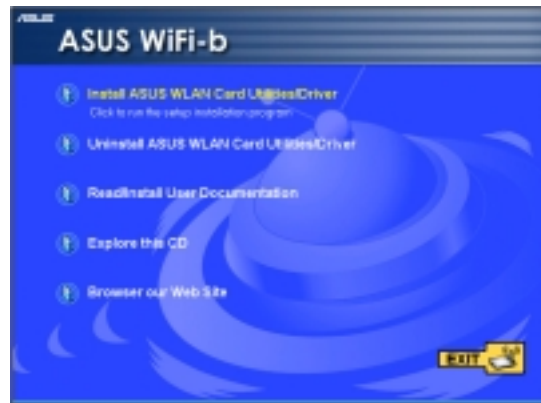 ASUS
ASUS WiFi-b
Install ASUS WLAN Card Utilities/Driver
Click to run the setup installation program
Uninstall ASUS WLAN Card Utilities/Driver
Read/Install User Documentation
Explore this CD
Browser our Web Site
EXIT